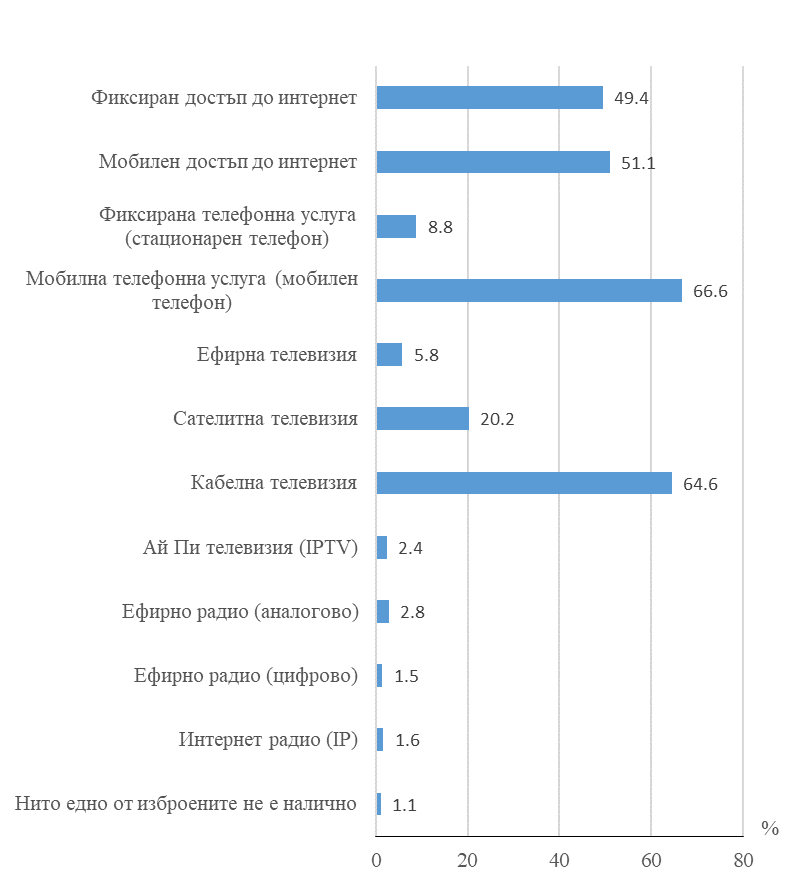 Фиксиран достъп до интернет
49.4
Мобилен достъп до интернет
51.1
Фиксирана телефонна услуга
(стационарен телефон)
8.8
Мобилна телефонна услуга (мобилен
телефон)
66.6
Ефирна телевизия
5.8
Сателитна телевизия
20.2
Кабелна телевизия
64.6
Ай Пи телевизия (IPTV)
2.4
Ефирно радио (аналогово)
2.8
Ефирно радио (цифрово)
1.5
Интернет радио (IP)
1.6
Нито едно от изброените не е налично
1.1
%
0 20 40 60 80